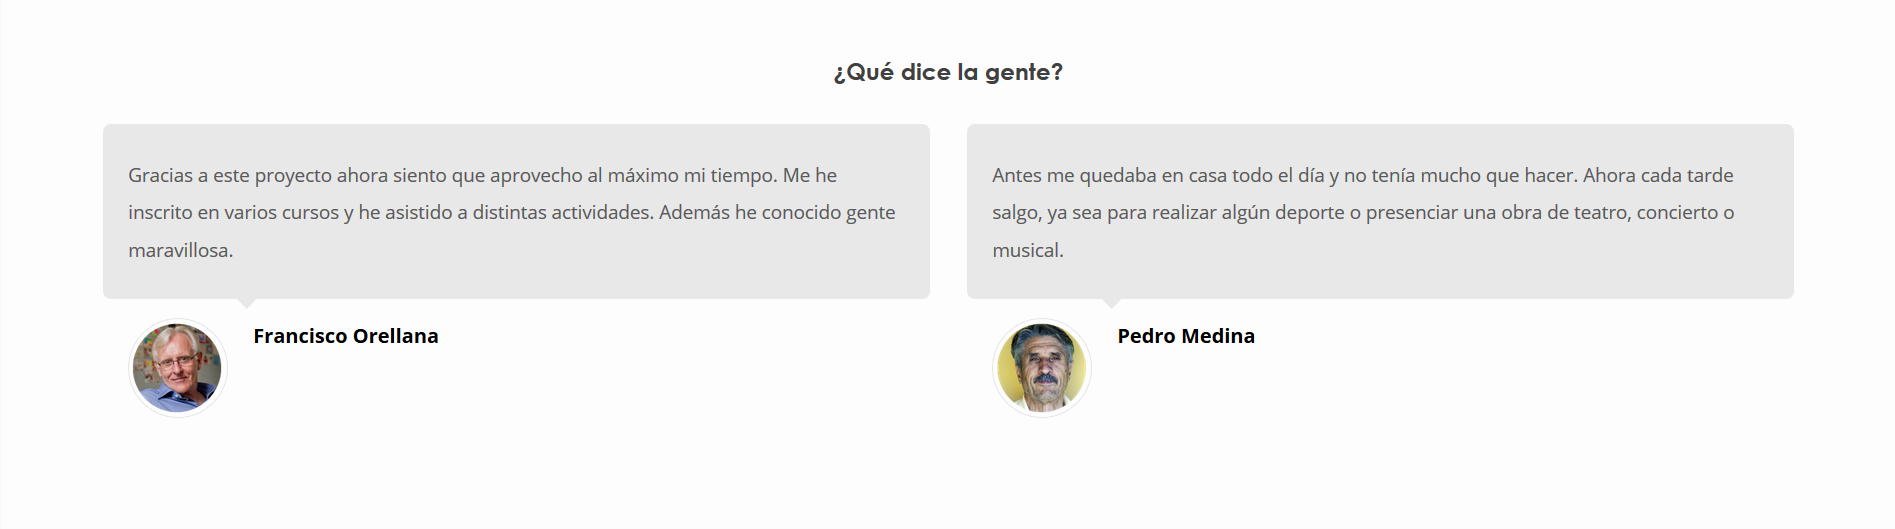 ¿Qué dice la gente?
Gracias a este proyecto ahora siento que aprovecho al máximo mi tiempo. Me he
inscrito en varios cursos y he asistido a distintas actividades. Además he conocido gente
maravillosa.
Francisco Orellana
Antes me quedaba en casa todo el día y no tenía mucho que hacer. Ahora cada tarde
salgo, ya sea para realizar algún deporte o presenciar una obra de teatro, concierto o
musical.
Pedro Medina